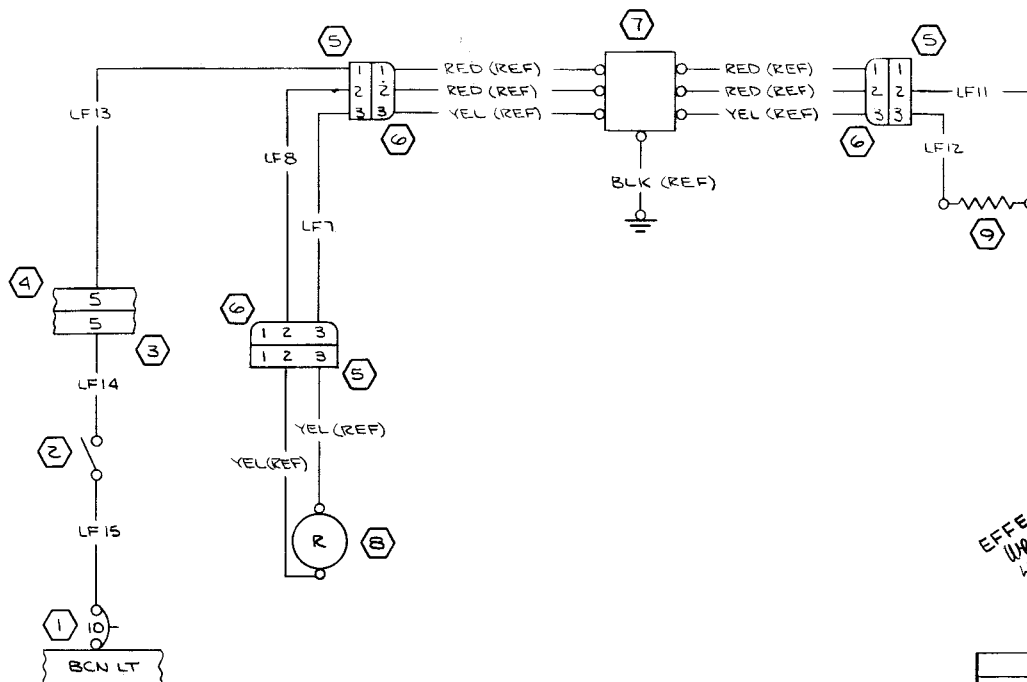 5
7
5
1 1
2 2
3 3
RED (REF)
RED (REF)
YEL (REF)
RED (REF)
RED (REF)
YEL (REF)
1 1
2 2
3 3
LF11
LF13
6
6
LF12
LF8
BLK (REF)
LF7
9
4
5
5
3
6
1 2 3
1 2 3
5
LF14
YEL (REF)
2
YEL (REF)
LF15
R
8
EFFE
1
10
BCN LT